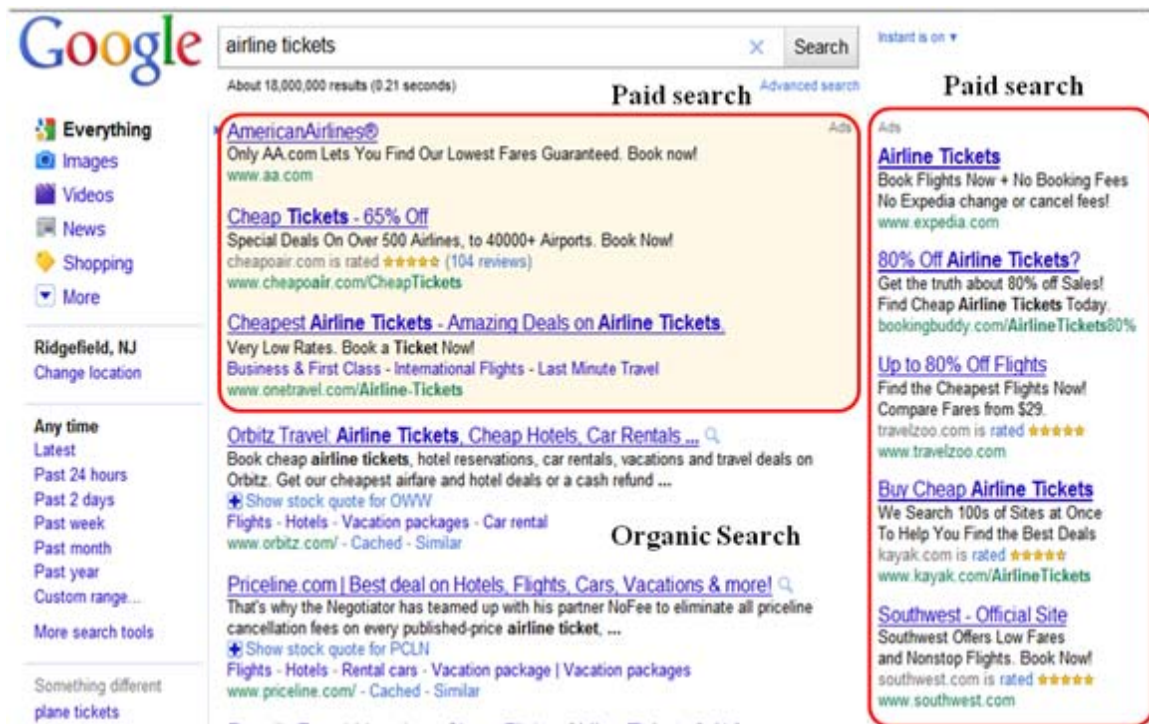 Google
airline tickets
Search
Instant is on ▾
About 18,000,000 results (0.21 seconds)
Advanced search
Paid search
Paid search
Everything
Images
Videos
News
Shopping
More
Ridgefield, NJ
Change location
Any time
Latest
Past 24 hours
Past 2 days
Past week
Past month
Past year
Custom range...
More search tools
Something different
plane tickets
Ads
AmericanAirlines®
Only AA.com Lets You Find Our Lowest Fares Guaranteed. Book now!
www.aa.com
Cheap Tickets - 65% Off
Special Deals On Over 500 Airlines, to 40000+ Airports. Book Now!
cheapoair.com is rated ★★★★★ (104 reviews)
www.cheapoair.com/CheapTickets
Cheapest Airline Tickets - Amazing Deals on Airline Tickets.
Very Low Rates. Book a Ticket Now!
Business & First Class - International Flights - Last Minute Travel
www.onetravel.com/Airline-Tickets
Orbitz Travel: Airline Tickets, Cheap Hotels, Car Rentals ...
Book cheap airline tickets, hotel reservations, car rentals, vacations and travel deals on
Orbitz. Get our cheapest airfare and hotel deals or a cash refund ...
Show stock quote for OWW
Flights - Hotels - Vacation packages - Car rental
www.orbitz.com/ - Cached - Similar
Organic Search
Priceline.com | Best deal on Hotels, Flights, Cars, Vacations & more!
That's why the Negotiator has teamed up with his partner NoFee to eliminate all priceline
cancellation fees on every published-price airline ticket, ...
Show stock quote for PCLN
Flights - Hotels - Rental cars - Vacation package | Vacation packages
www.priceline.com/ - Cached - Similar
Ads
Airline Tickets
Book Flights Now + No Booking Fees
No Expedia change or cancel fees!
www.expedia.com
80% Off Airline Tickets?
Get the truth about 80% off Sales!
Find Cheap Airline Tickets Today.
bookingbuddy.com/AirlineTickets80%
Up to 80% Off Flights
Find the Cheapest Flights Now!
Compare Fares from $29.
travelzoo.com is rated ★★★★★
www.travelzoo.com
Buy Cheap Airline Tickets
We Search 100s of Sites at Once
To Help You Find the Best Deals
kayak.com is rated ★★★★★
www.kayak.com/AirlineTickets
Southwest - Official Site
Southwest Offers Low Fares
and Nonstop Flights. Book Now!
southwest.com is rated ★★★★★
www.southwest.com